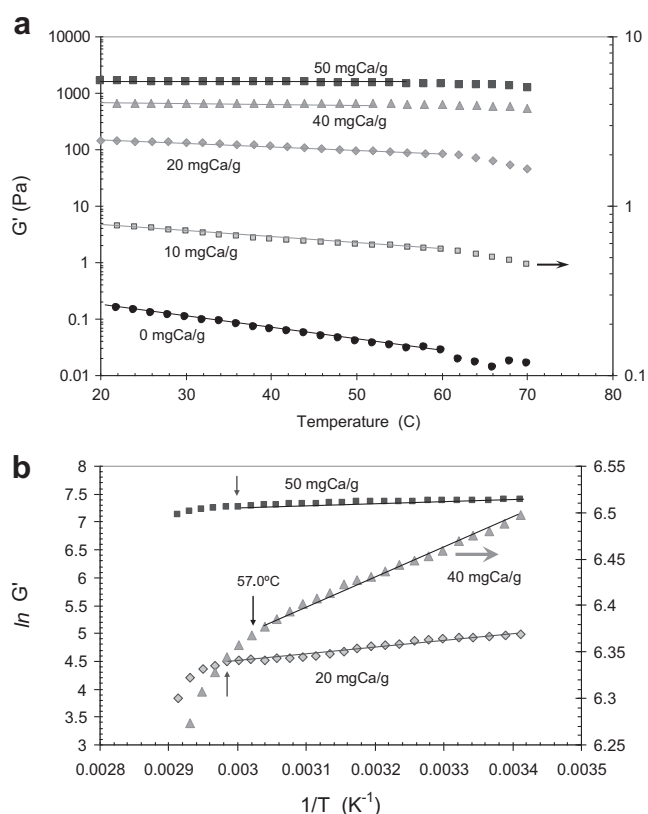 a
10000
1000
100
10
1
0.1
0.01
10
1
0.1
G' (Pa)
50 mgCa/g
40 mgCa/g
20 mgCa/g
10 mgCa/g
0 mgCa/g
20 30 40 50 60 70 80
Temperature (C)
b
8
7.5
7
6.5
6
5.5
5
4.5
4
3.5
3
6.55
6.5
6.45
6.4
6.35
6.3
6.25
ln G'
50 mgCa/g
57.0ºC
40 mgCa/g
20 mgCa/g
0.0028 0.0029 0.003 0.0031 0.0032 0.0033 0.0034 0.0035
1/T (K⁻¹)